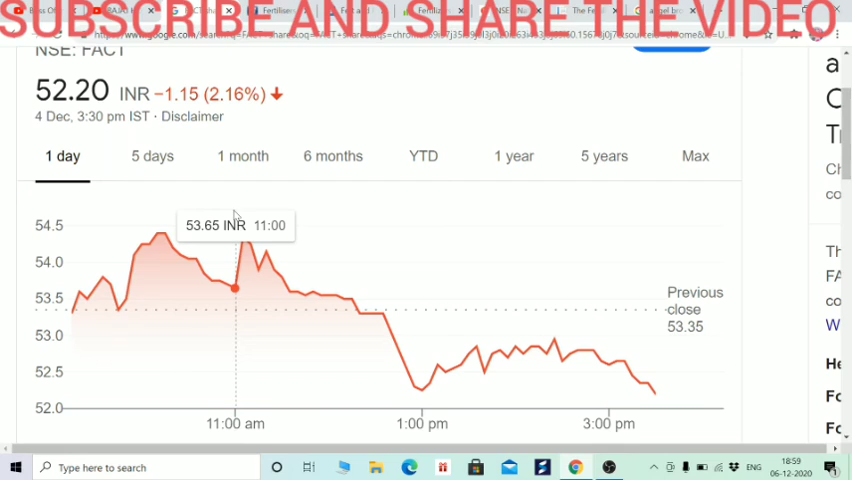 SUBSCRIBE AND SHARE THE VIDEO
NSE: FACT
52.20 INR −1.15 (2.16%)
4 Dec, 3:30 pm IST · Disclaimer
1 day 5 days 1 month 6 months YTD 1 year 5 years Max
53.65 INR 11:00
54.5
54.0
53.5
53.0
52.5
52.0
Previous
close
53.35
11:00 am 1:00 pm 3:00 pm
Type here to search
ENG
18:59
06-12-2020